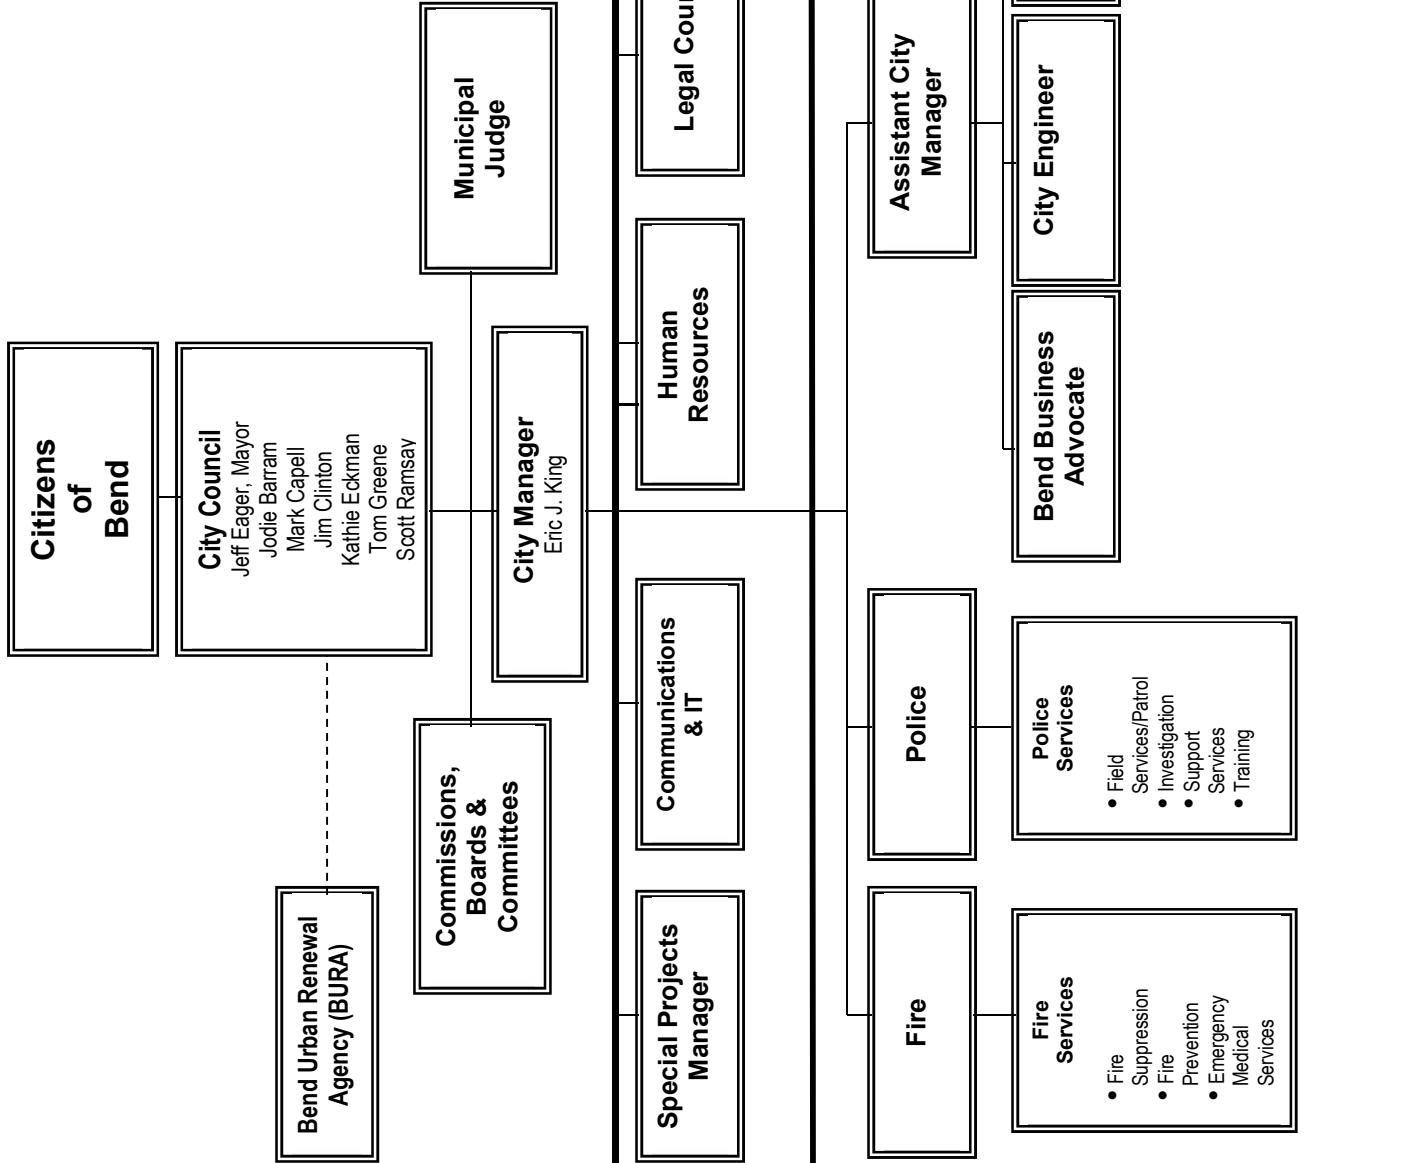 Citizens
of
Bend
City Council
Jeff Eager, Mayor
Jodie Barram
Mark Capell
Jim Clinton
Kathie Eckman
Tom Greene
Scott Ramsay
Bend Urban Renewal
Agency (BURA)
Commissions,
Boards &
Committees
Municipal
Judge
City Manager
Eric J. King
Special Projects
Manager
Communications
& IT
Human
Resources
Legal Cou
Fire
Police
Assistant City
Manager
Fire
Services
• Fire
Suppression
• Fire
Prevention
• Emergency
Medical
Services
Police
Services
• Field
Services/Patrol
• Investigation
• Support
Services
• Training
Bend Business
Advocate
City Engineer